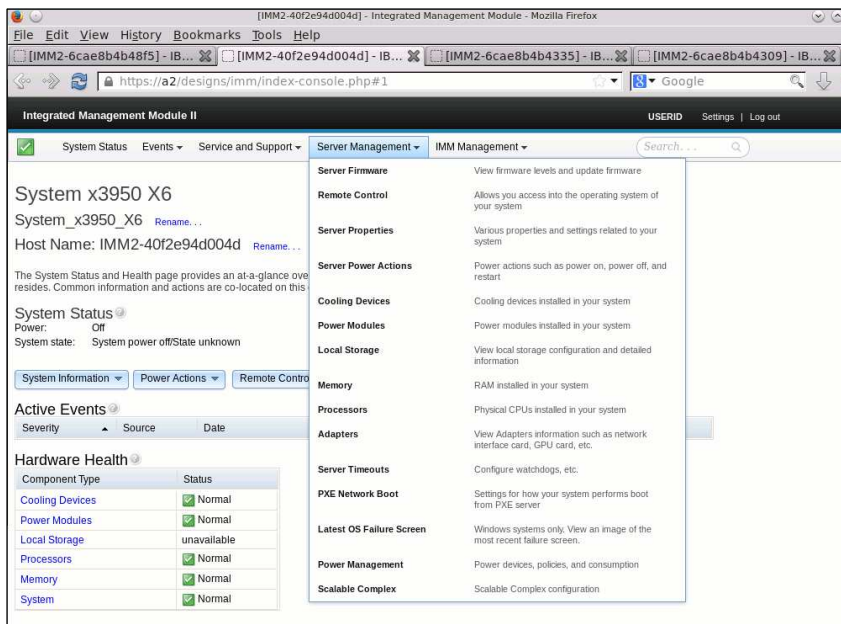 [IMM2-40f2e94d004d] - Integrated Management Module - Mozilla Firefox
File Edit View History Bookmarks Tools Help
[IMM2-6cae8b4b48f5] - IB... [IMM2-40f2e94d004d] - IB... [IMM2-6cae8b4b4335] - IB... [IMM2-6cae8b4b4309] - IB...
https://a2/designs/imm/index-console.php#1 Google
Integrated Management Module II USERID Settings | Log out
System Status Events Service and Support Server Management IMM Management Search. . .
Server Firmware View firmware levels and update firmware
Remote Control Allows you access into the operating system of
your system
Server Properties Various properties and settings related to your
system
Server Power Actions Power actions such as power on, power off, and
restart
Cooling Devices Cooling devices installed in your system
Power Modules Power modules installed in your system
Local Storage View local storage configuration and detailed
information
Memory RAM installed in your system
Processors Physical CPUs installed in your system
Adapters View Adapters information such as network
interface card, GPU card, etc.
Server Timeouts Configure watchdogs, etc.
PXE Network Boot Settings for how your system performs boot
from PXE server
Latest OS Failure Screen Windows systems only. View an image of the
most recent failure screen.
Power Management Power devices, policies, and consumption
Scalable Complex Scalable Complex configuration
System x3950 X6
System_x3950_X6 Rename. . .
Host Name: IMM2-40f2e94d004d Rename. . .
The System Status and Health page provides an at-a-glance ove
resides. Common information and actions are co-located on this
System Status
Power: Off
System state: System power off/State unknown
System Information Power Actions Remote Contro
Active Events
Severity Source Date
Hardware Health
Component Type Status
Cooling Devices Normal
Power Modules Normal
Local Storage unavailable
Processors Normal
Memory Normal
System Normal